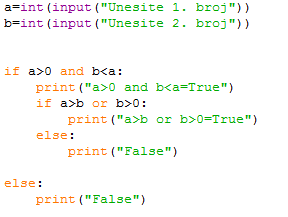 a=int(input("Unesite 1. broj"))
b=int(input("Unesite 2. broj"))
if a>0 and b<a:
    print("a>0 and b<a=True")
    if a>b or b>0:
        print("a>b or b>0=True")
    else:
        print("False")
else:
    print("False")